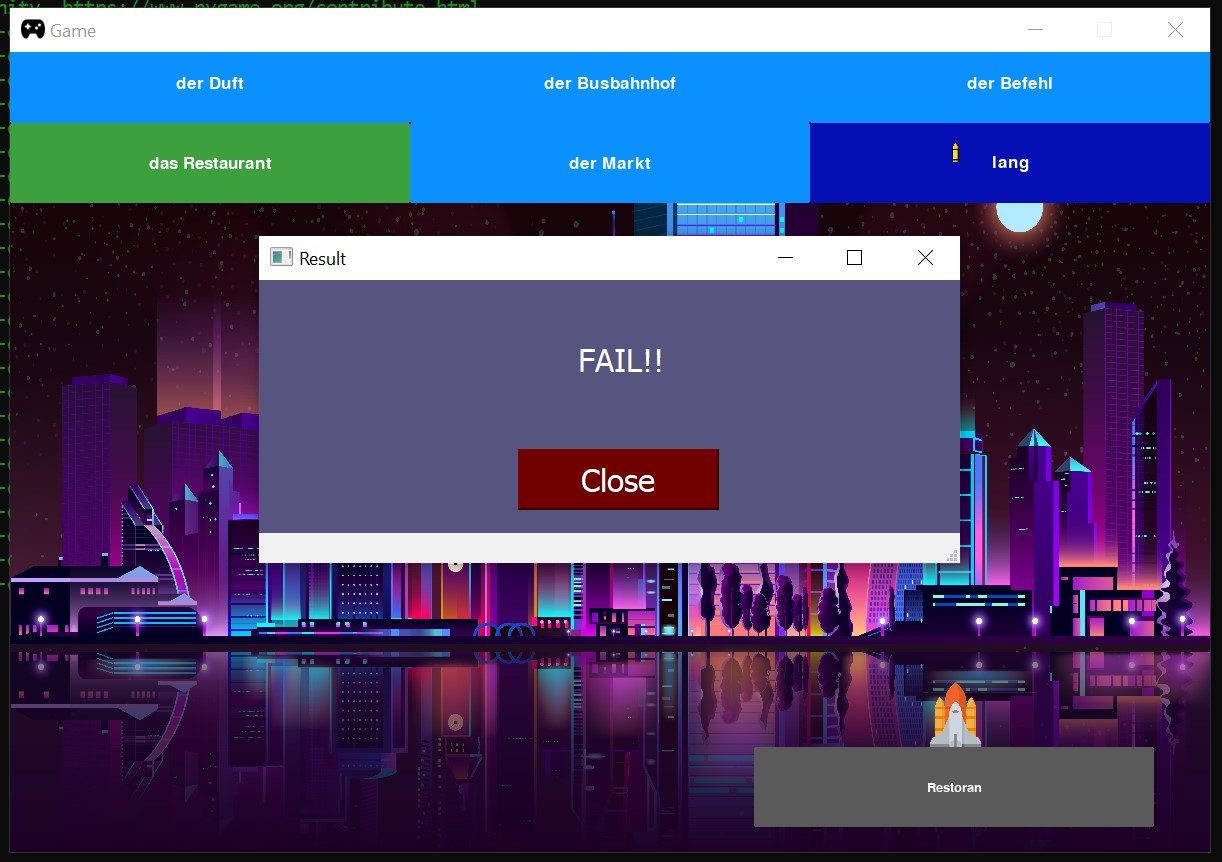 nity. https://www.pygame.org/contribute.html
Game
der Duft
der Busbahnhof
der Befehl
das Restaurant
der Markt
lang
Result
FAIL!!
Close
Restoran